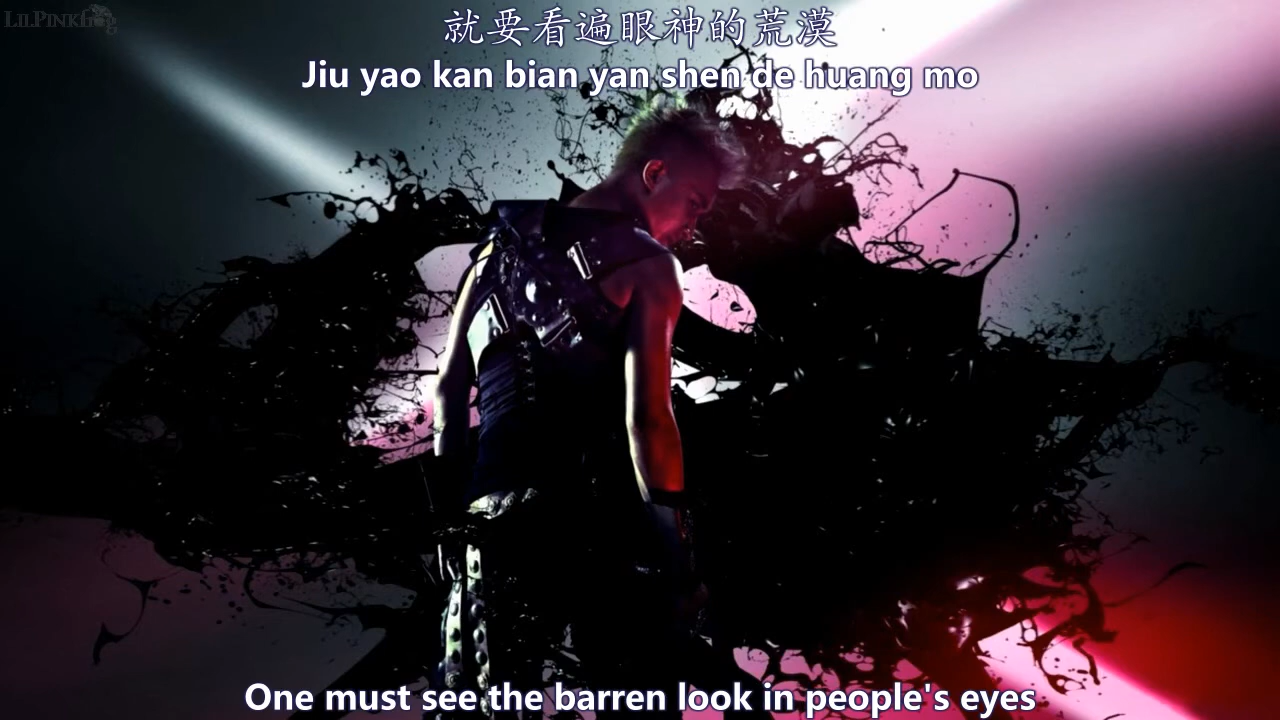 LilPinkGg
就要看遍眼神的荒漠
Jiu yao kan bian yan shen de huang mo
One must see the barren look in people's eyes